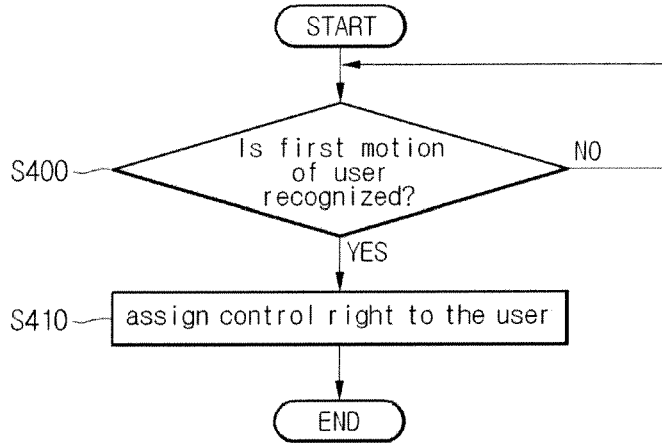 START
Is first motion
of user
recognized?
NO
S400
YES
S410
assign control right to the user
END